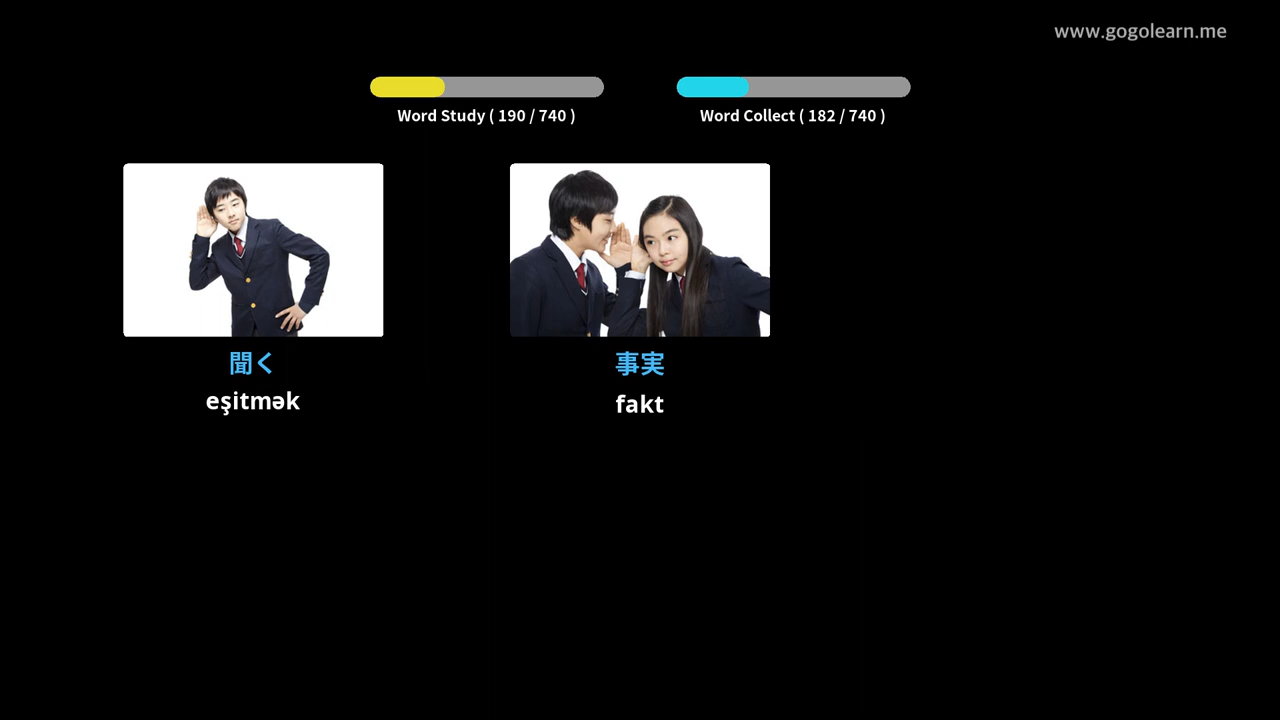 www.gogolearn.me
Word Study ( 190 / 740 )
Word Collect ( 182 / 740 )
聞く
eşitmək
事実
fakt